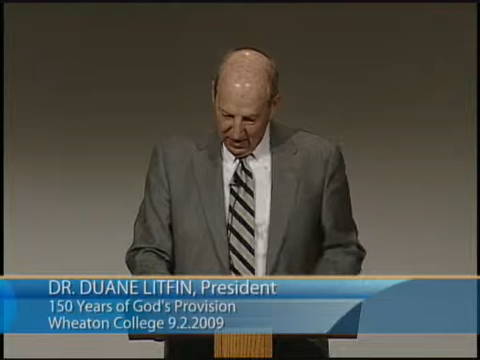 DR. DUANE LITFIN, President
150 Years of God's Provision
Wheaton College 9.2.2009